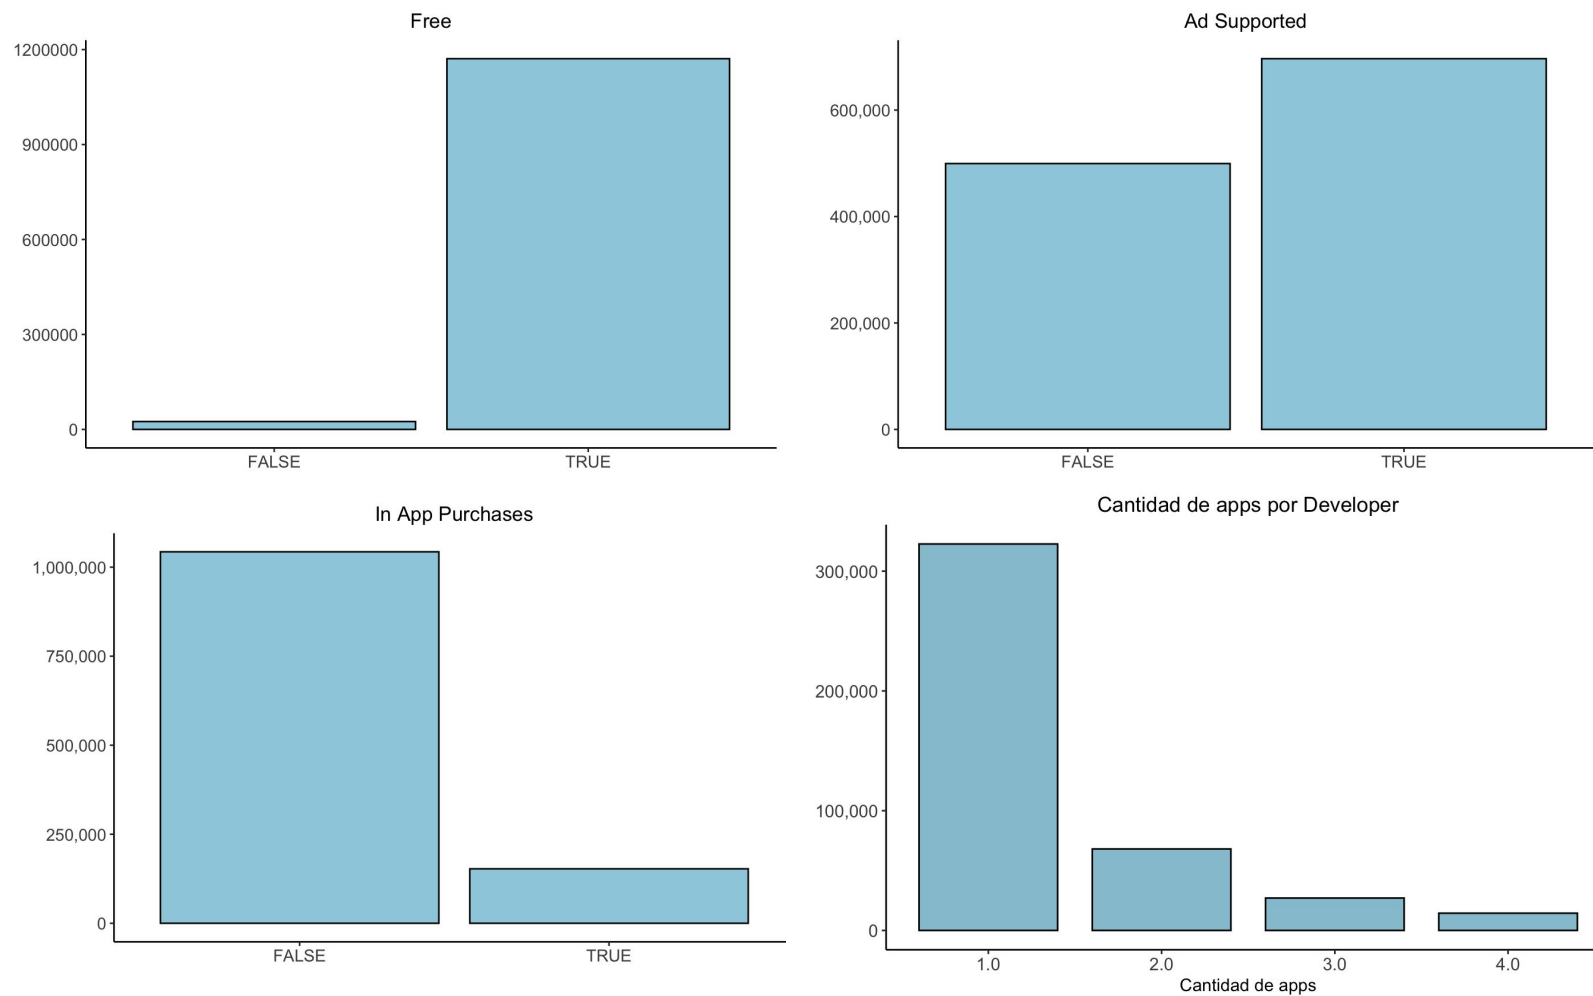 Free
1200000
900000
600000
300000
0
FALSE TRUE
Ad Supported
600,000
400,000
200,000
0
FALSE TRUE
In App Purchases
1,000,000
750,000
500,000
250,000
0
FALSE TRUE
Cantidad de apps por Developer
300,000
200,000
100,000
0
1.0 2.0 3.0 4.0
Cantidad de apps